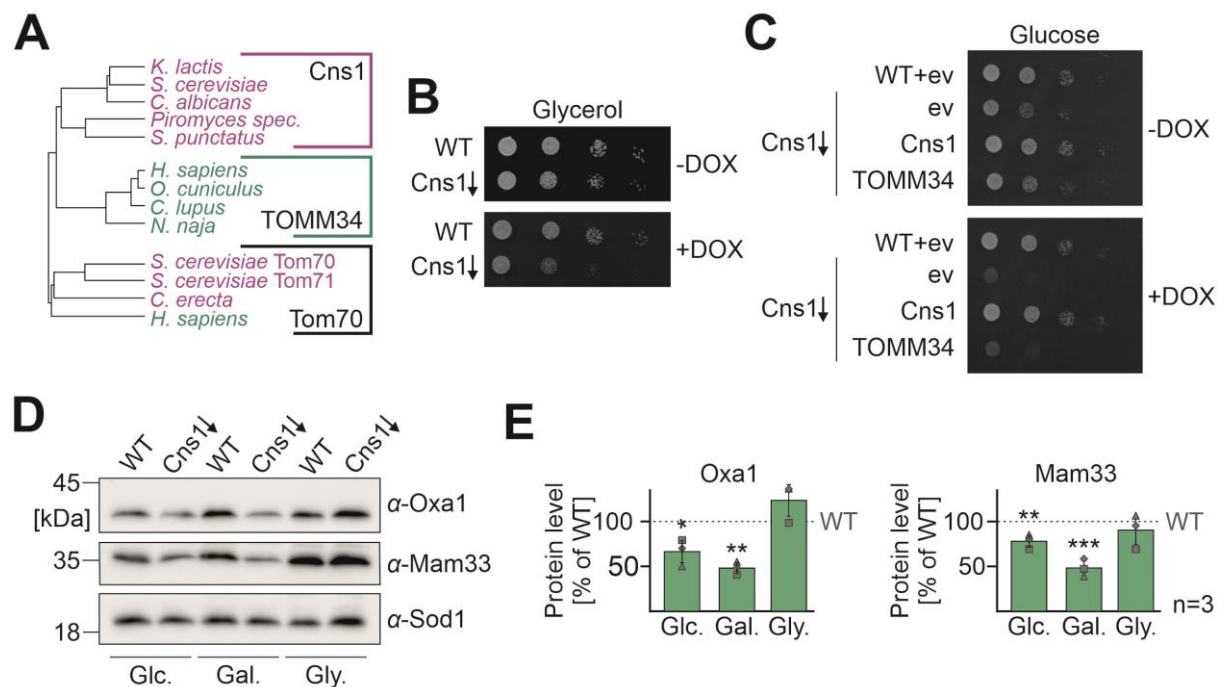 A
K. lactis
S. cerevisiae
C. albicans
Piromyces spec.
S. punctatus
Cns1
H. sapiens
O. cuniculus
C. lupus
N. naja
TOMM34
S. cerevisiae Tom70
S. cerevisiae Tom71
C. erecta
H. sapiens
Tom70
B
Glycerol
WT
Cns1↓
-DOX
WT
Cns1↓
+DOX
C
Glucose
WT+ev
ev
Cns1↓
Cns1
TOMM34
-DOX
WT+ev
ev
Cns1↓
Cns1
TOMM34
+DOX
D
WT Cns1↓ WT Cns1↓ WT Cns1↓
45
[kDa]
α-Oxa1
35
α-Mam33
18
α-Sod1
Glc. Gal. Gly.
E
Oxa1
Protein level
[% of WT]
100
50
* **
WT
Glc. Gal. Gly.
Mam33
Protein level
[% of WT]
100
50
** ***
WT
n=3
Glc. Gal. Gly.